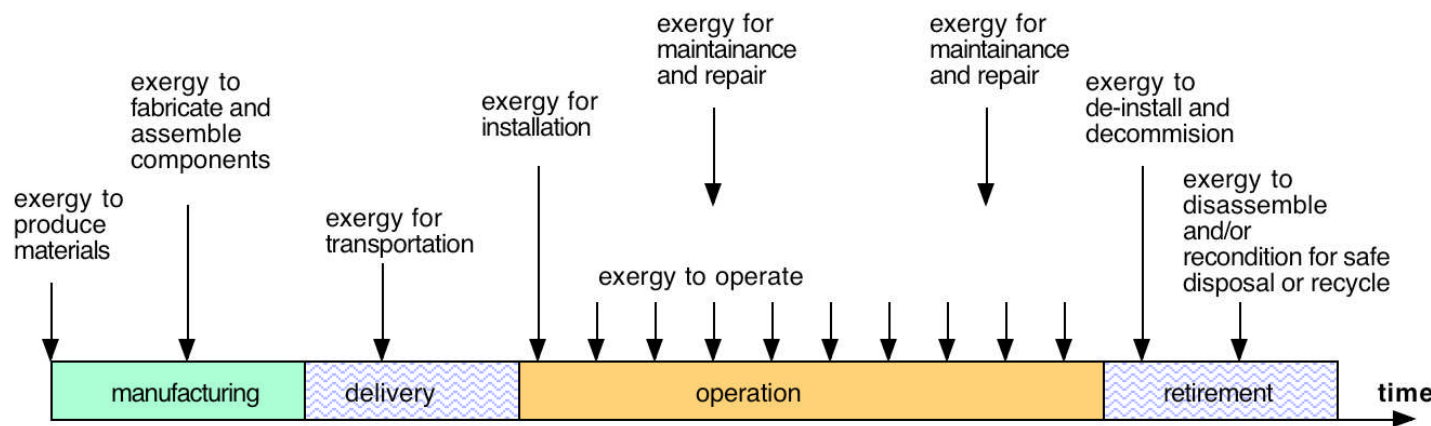 exergy to
produce
materials
exergy to
fabricate and
assemble
components
exergy for
transportation
exergy for
installation
exergy for
maintainance
and repair
exergy to operate
exergy for
maintainance
and repair
exergy to
de-install and
decommision
exergy to
disassemble
and/or
recondition for safe
disposal or recycle
manufacturing
delivery
operation
retirement
time